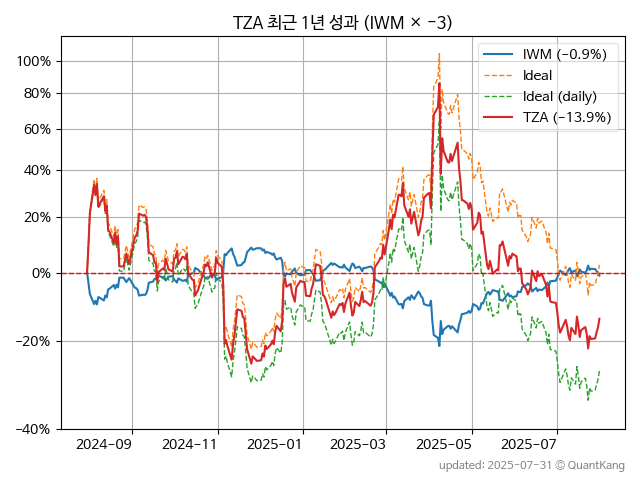 TZA 최근 1년 성과 (IWM × −3)
100%
80%
60%
40%
20%
0%
−20%
−40%
IWM (−0.9%)
Ideal
Ideal (daily)
TZA (−13.9%)
2024-09
2024-11
2025-01
2025-03
2025-05
2025-07
updated: 2025-07-31 © QuantKang